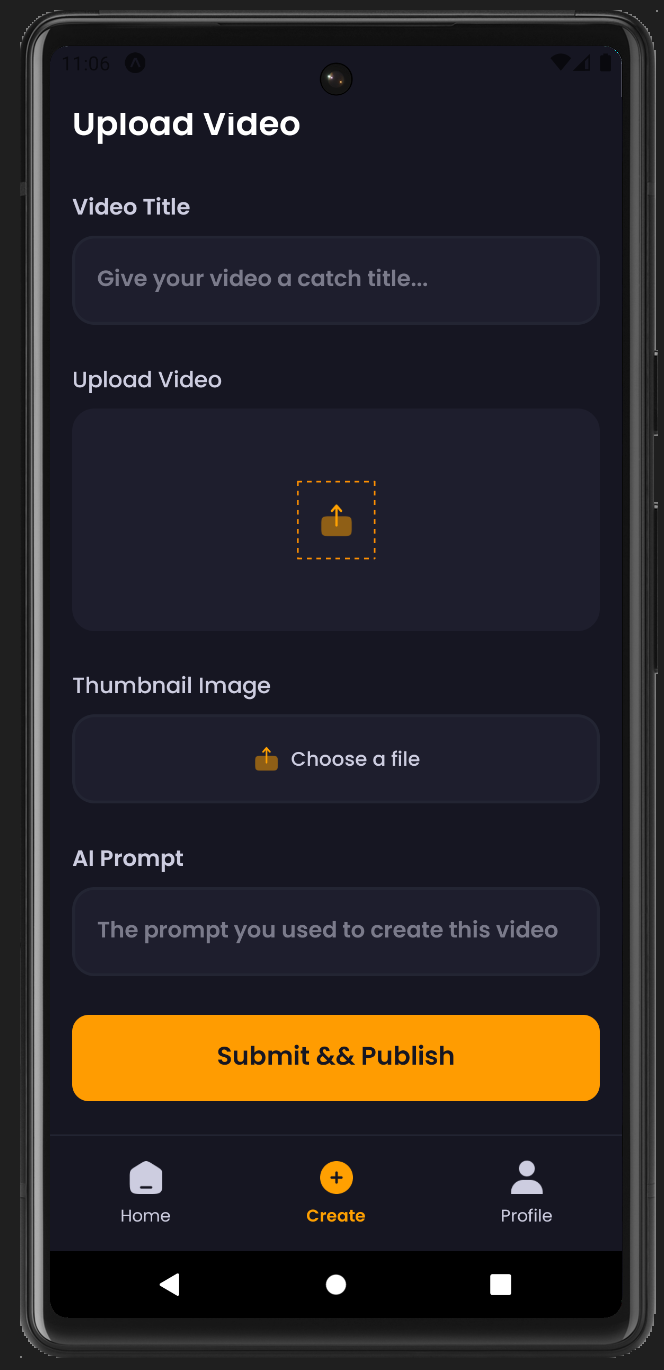 11:06
Upload Video
Video Title
Give your video a catch title...
Upload Video
Thumbnail Image
Choose a file
AI Prompt
The prompt you used to create this video
Submit && Publish
Home
Create
Profile